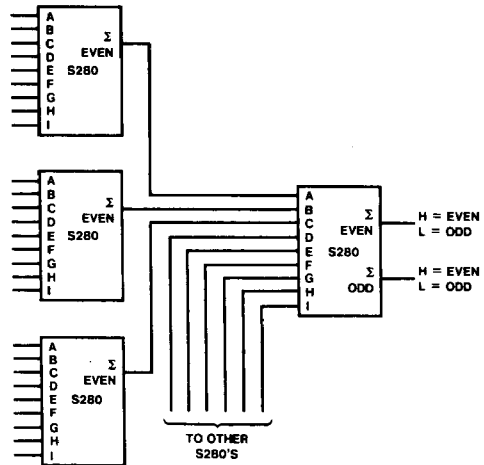 A
B
C
D
E
F
G
H
I
Σ
EVEN
S280
A
B
C
D
E
F
G
H
I
Σ
EVEN
S280
A
B
C
D
E
F
G
H
I
Σ
EVEN
S280
A
B
C
D
E
F
G
H
I
Σ
EVEN
S280
Σ
ODD
H = EVEN
L = ODD
H = EVEN
L = ODD
TO OTHER
S280'S